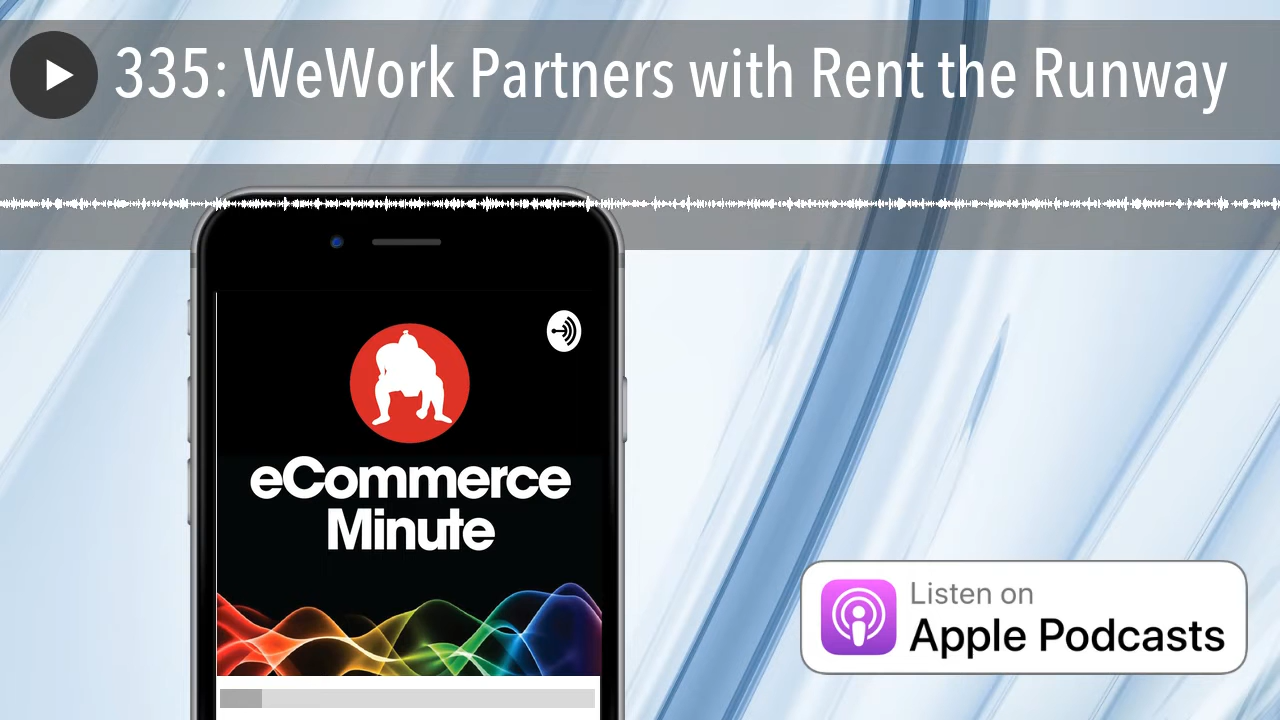 335: WeWork Partners with Rent the Runway
eCommerce
Minute
Listen on
Apple Podcasts